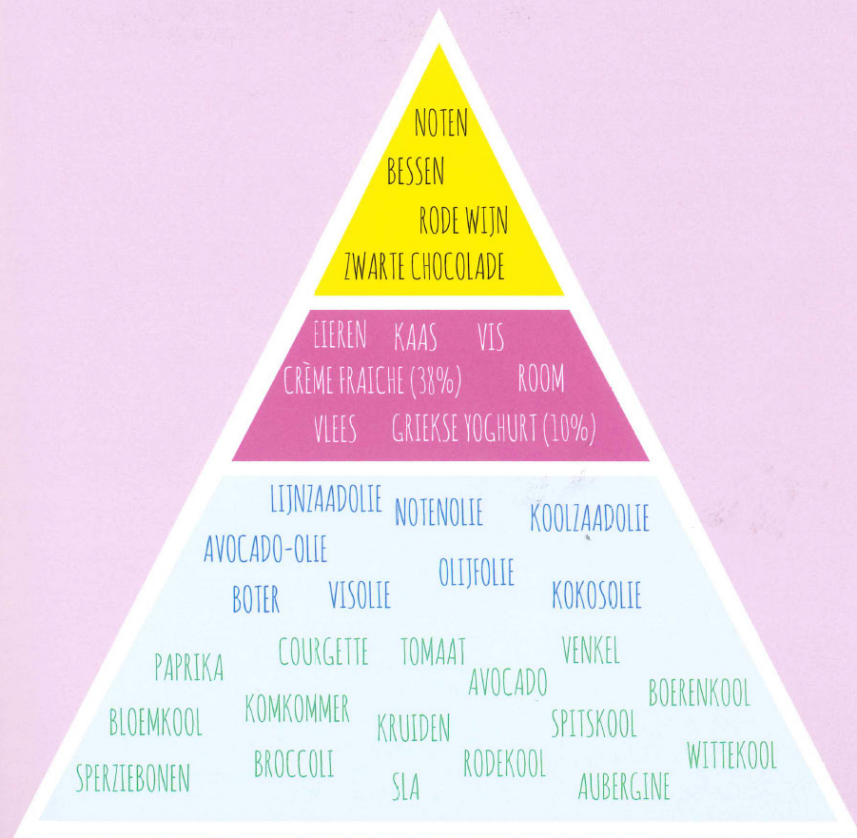 NOTEN
BESSEN
RODE WIJN
ZWARTE CHOCOLADE
EIEREN KAAS VIS
CRÈME FRAICHE (38%) ROOM
VLEES GRIEKSE YOGHURT (10%)
LIJNZAADOLIE NOTENOLIE KOOLZAADOLIE
AVOCADO-OLIE OLIJFOLIE
BOTER VISOLIE KOKOSOLIE
PAPRIKA COURGETTE TOMAAT VENKEL
AVOCADO BOERENKOOL
BLOEMKOOL KOMKOMMER KRUIDEN SPITSKOOL
SPERZIEBONEN BROCCOLI RODEKOOL WITTEKOOL
SLA AUBERGINE